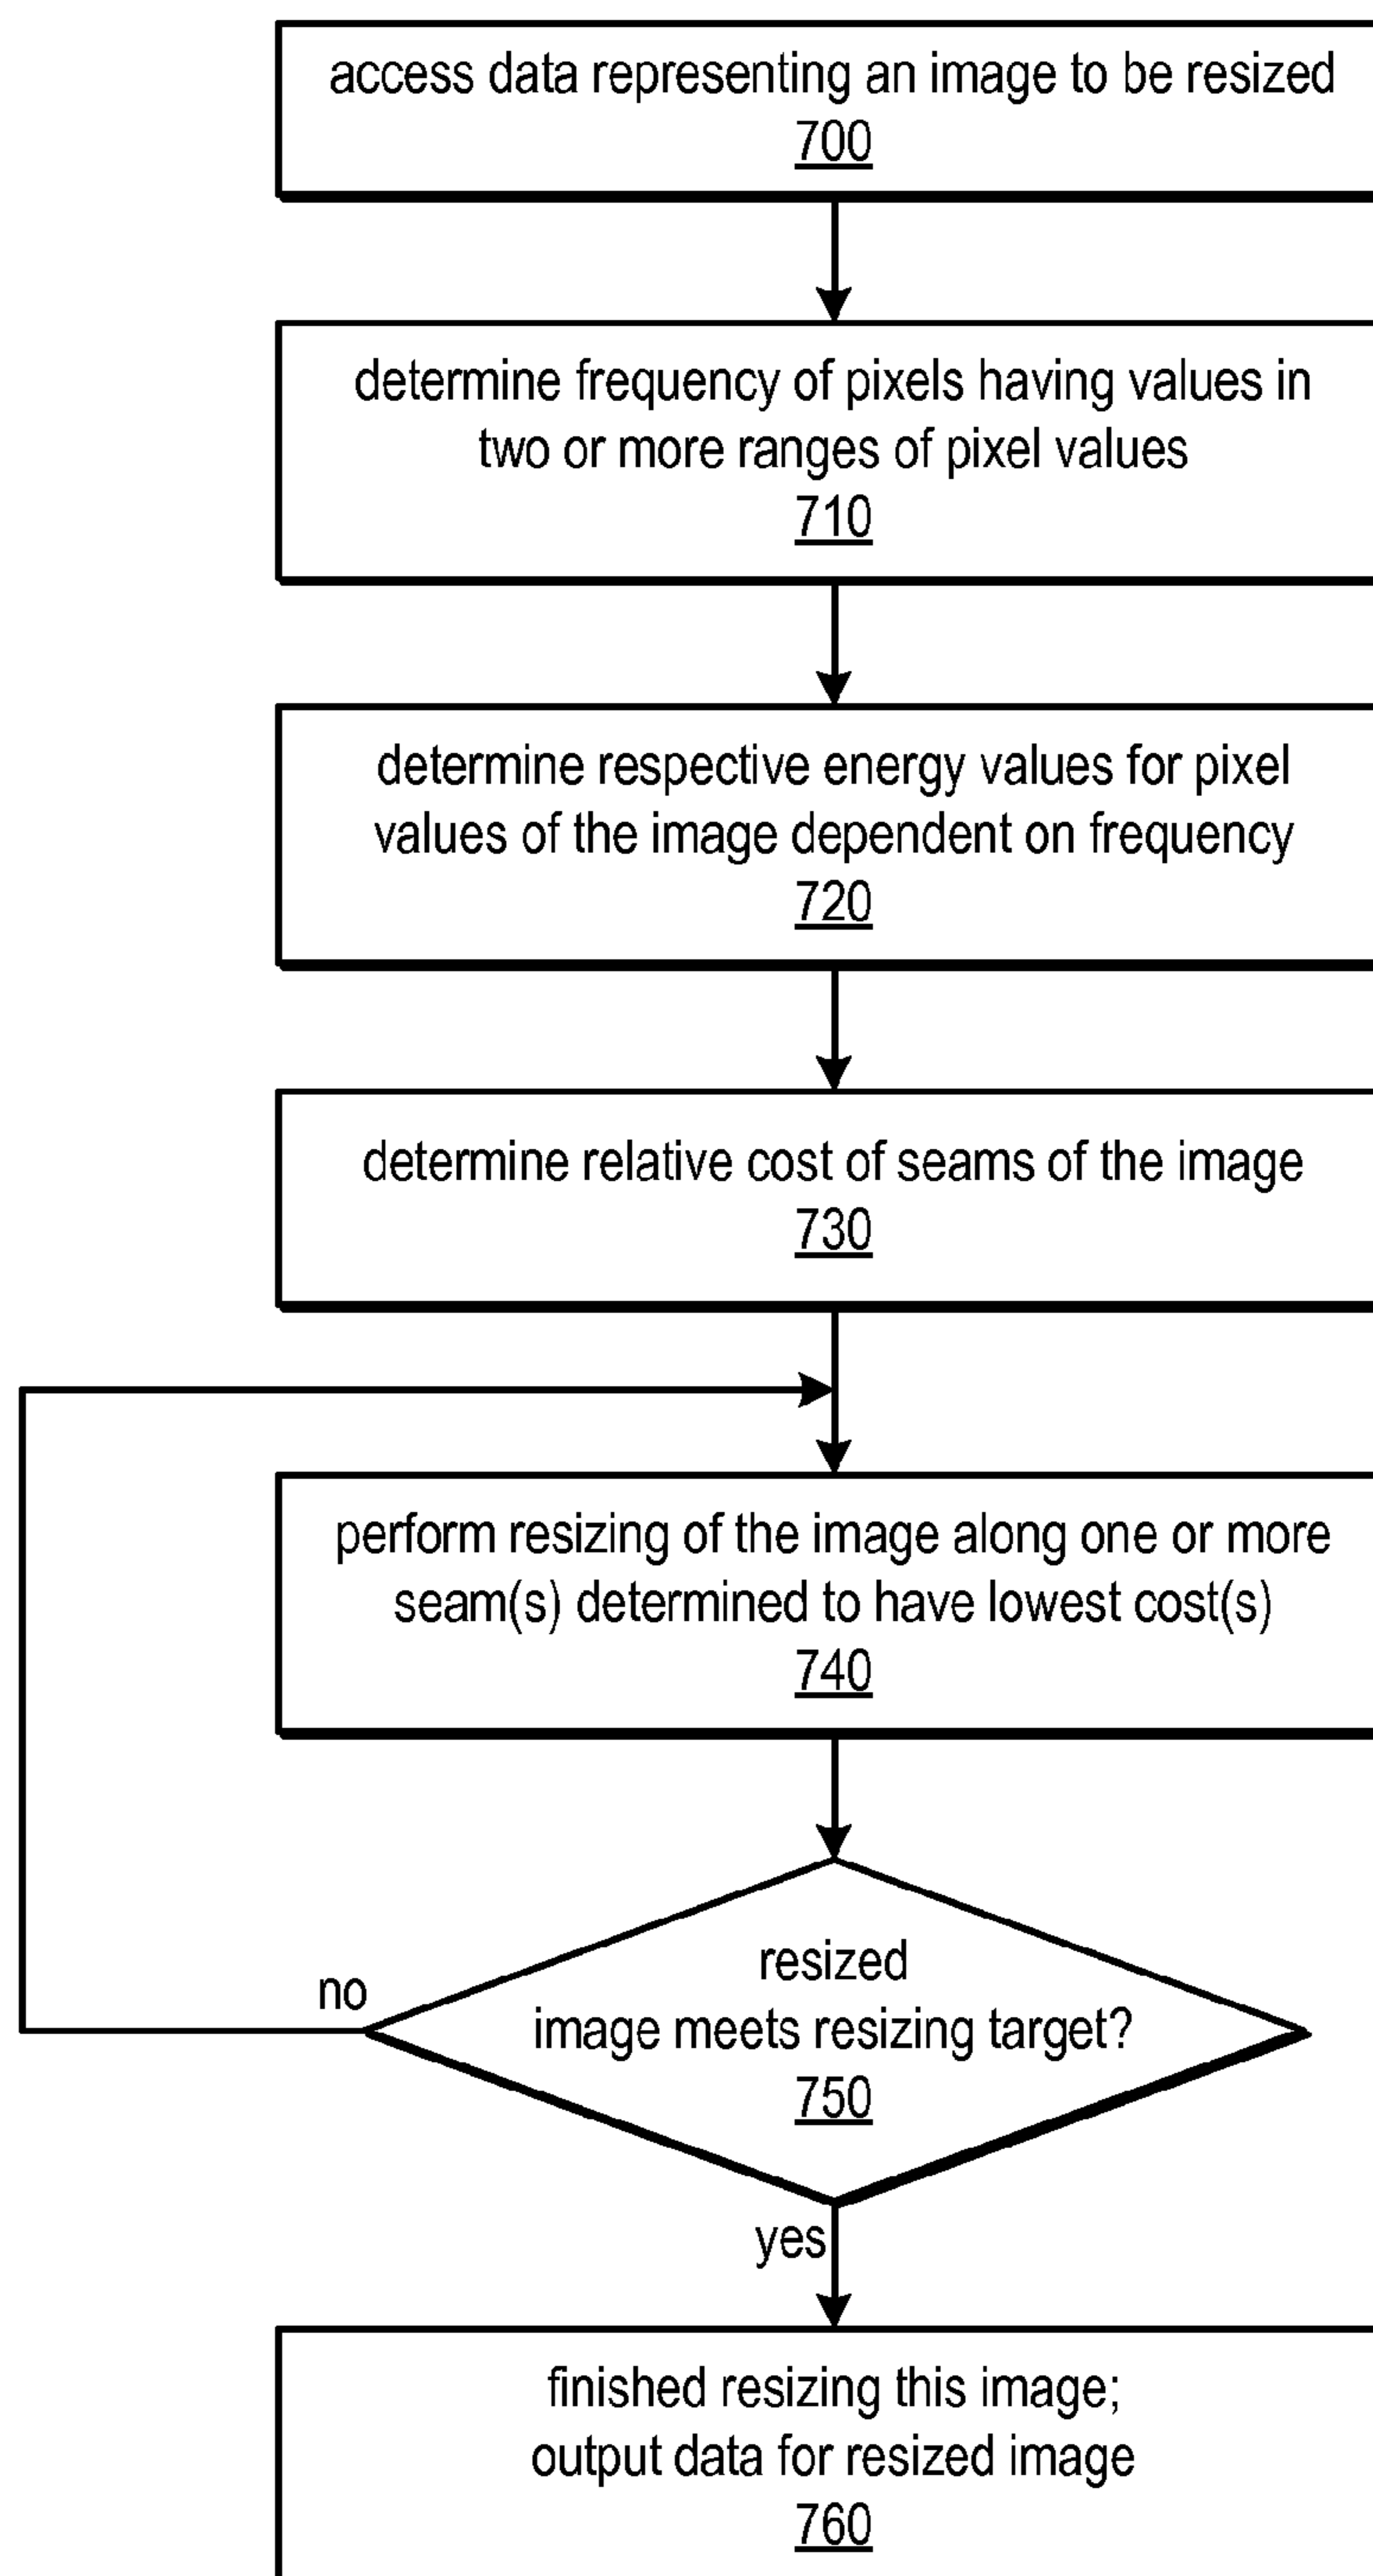 access data representing an image to be resized
700
determine frequency of pixels having values in
two or more ranges of pixel values
710
determine respective energy values for pixel
values of the image dependent on frequency
720
determine relative cost of seams of the image
730
perform resizing of the image along one or more
seam(s) determined to have lowest cost(s)
740
resized
image meets resizing target?
750
no
yes
finished resizing this image;
output data for resized image
760